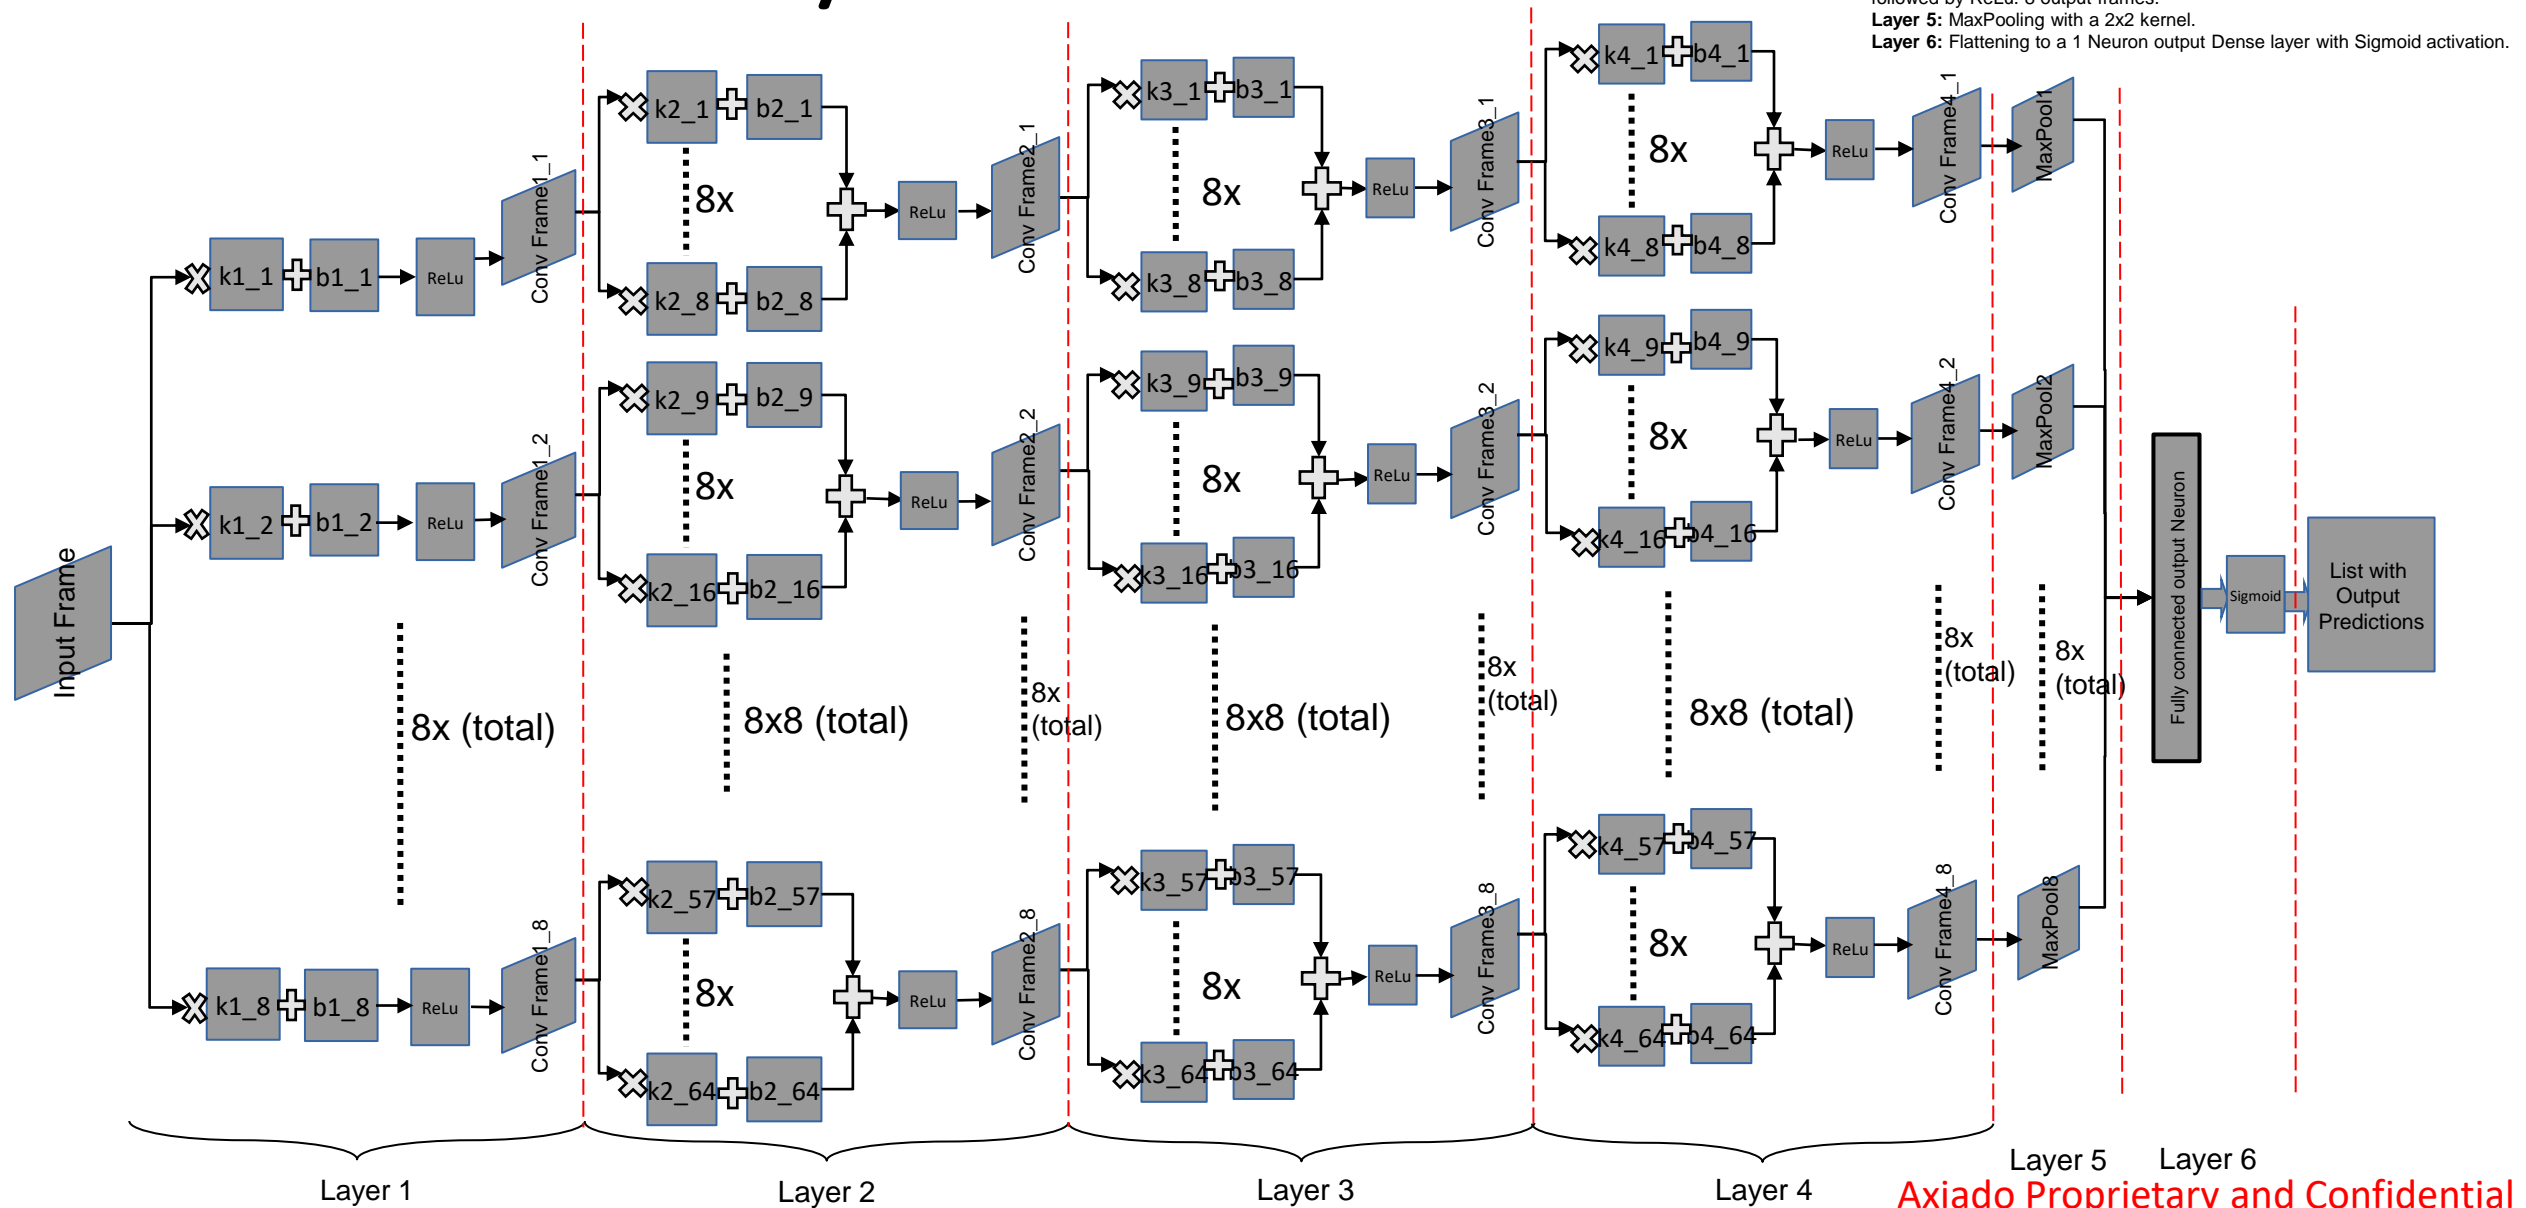 followed by ReLu. 8 output frames.
Layer 5: MaxPooling with a 2x2 kernel.
Layer 6: Flattening to a 1 Neuron output Dense layer with Sigmoid activation.
Input Frame
k1_1
b1_1
ReLu
Conv Frame1_1
k1_2
b1_2
ReLu
Conv Frame1_2
8x (total)
k1_8
b1_8
ReLu
Conv Frame1_8
k2_1
b2_1
8x
k2_8
b2_8
ReLu
Conv Frame2_1
k2_9
b2_9
8x
k2_16
b2_16
ReLu
Conv Frame2_2
8x8 (total)
8x
(total)
k2_57
b2_57
8x
k2_64
b2_64
ReLu
Conv Frame2_8
k3_1
b3_1
8x
k3_8
b3_8
ReLu
Conv Frame3_1
k3_9
b3_9
8x
k3_16
b3_16
ReLu
Conv Frame3_2
8x8 (total)
8x
(total)
k3_57
b3_57
8x
k3_64
b3_64
ReLu
Conv Frame3_8
k4_1
b4_1
8x
k4_8
b4_8
ReLu
Conv Frame4_1
k4_9
b4_9
8x
k4_16
b4_16
ReLu
Conv Frame4_2
8x8 (total)
8x
(total)
k4_57
b4_57
8x
k4_64
b4_64
ReLu
Conv Frame4_8
MaxPool1
MaxPool2
8x
(total)
MaxPool8
Fully connected output Neuron
Sigmoid
List with
Output
Predictions
Layer 1
Layer 2
Layer 3
Layer 4
Layer 5
Layer 6
Axiado Proprietary and Confidential